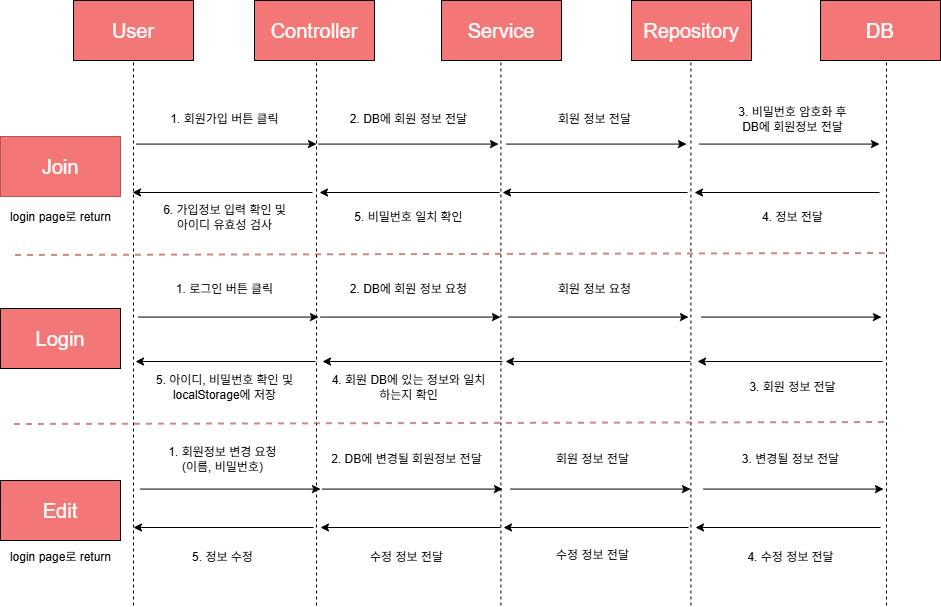 User
Controller
Service
Repository
DB
1. 회원가입 버튼 클릭
2. DB에 회원 정보 전달
회원 정보 전달
3. 비밀번호 암호화 후
DB에 회원정보 전달
Join
login page로 return
6. 가입정보 입력 확인 및
아이디 유효성 검사
5. 비밀번호 일치 확인
4. 정보 전달
1. 로그인 버튼 클릭
2. DB에 회원 정보 요청
회원 정보 요청
Login
5. 아이디, 비밀번호 확인 및
localStorage에 저장
4. 회원 DB에 있는 정보와 일치
하는지 확인
3. 회원 정보 전달
1. 회원정보 변경 요청
(이름, 비밀번호)
2. DB에 변경될 회원정보 전달
회원 정보 전달
3. 변경될 정보 전달
Edit
login page로 return
5. 정보 수정
수정 정보 전달
수정 정보 전달
4. 수정 정보 전달